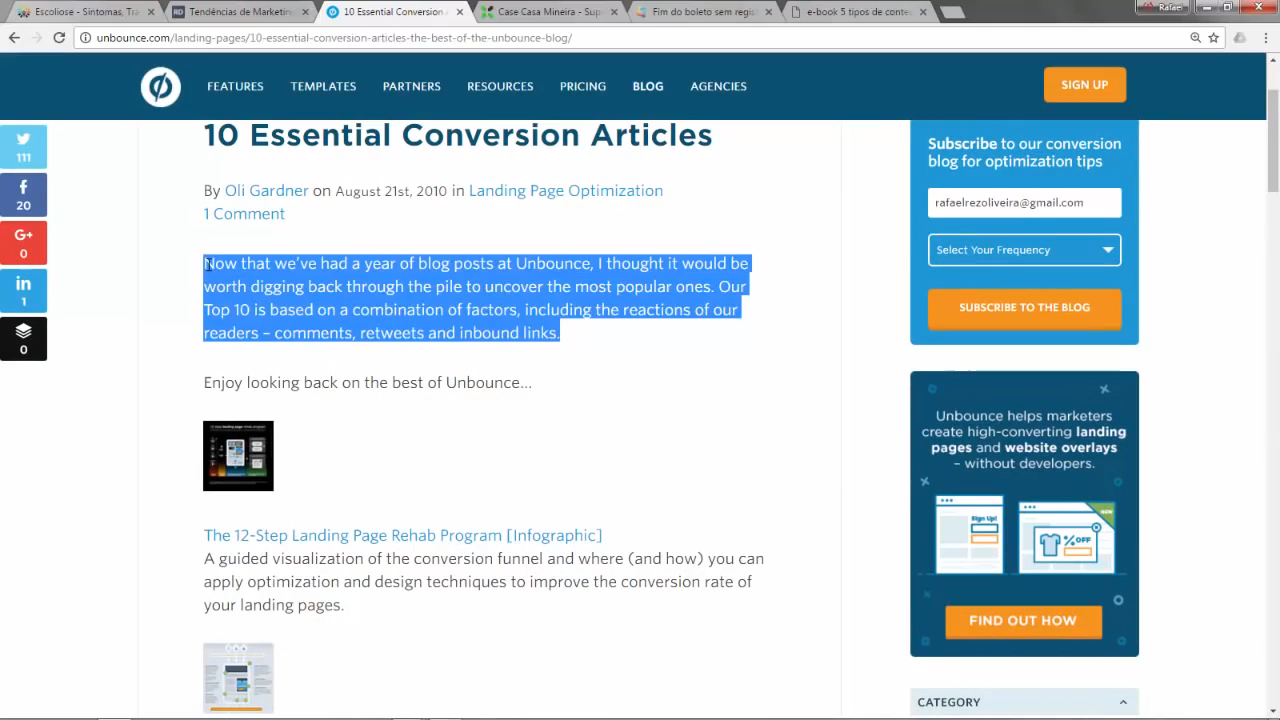 Escoliose - Sintomas, Tra
Tendências de Marketing
10 Essential Conversion A
Case Casa Mineira - Sup
Fim do boleto sem regist
e-book 5 tipos de conte
Rafael
unbounce.com/landing-pages/10-essential-conversion-articles-the-best-of-the-unbounce-blog/
FEATURES
TEMPLATES
PARTNERS
RESOURCES
PRICING
BLOG
AGENCIES
SIGN UP
111
20
G+
0
in
1
0
10 Essential Conversion Articles
By Oli Gardner on August 21st, 2010 in Landing Page Optimization
1 Comment
Now that we've had a year of blog posts at Unbounce, I thought it would be
worth digging back through the pile to uncover the most popular ones. Our
Top 10 is based on a combination of factors, including the reactions of our
readers – comments, retweets and inbound links.
Enjoy looking back on the best of Unbounce…
The 12-Step Landing Page Rehab Program [Infographic]
A guided visualization of the conversion funnel and where (and how) you can
apply optimization and design techniques to improve the conversion rate of
your landing pages.
Subscribe to our conversion
blog for optimization tips
rafaelrezoliveira@gmail.com
Select Your Frequency
SUBSCRIBE TO THE BLOG
Unbounce helps marketers
create high-converting landing
pages and website overlays
– without developers.
Sign Up!
NEW
% OFF
FIND OUT HOW
CATEGORY